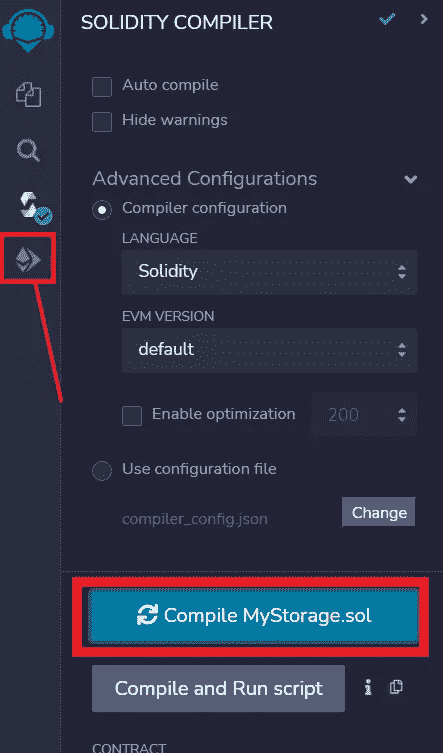 SOLIDITY COMPILER
Auto compile
Hide warnings
Advanced Configurations
Compiler configuration
LANGUAGE
Solidity
EVM VERSION
default
Enable optimization 200
Use configuration file
compiler_config.json Change
Compile MyStorage.sol
Compile and Run script
CONTRACT